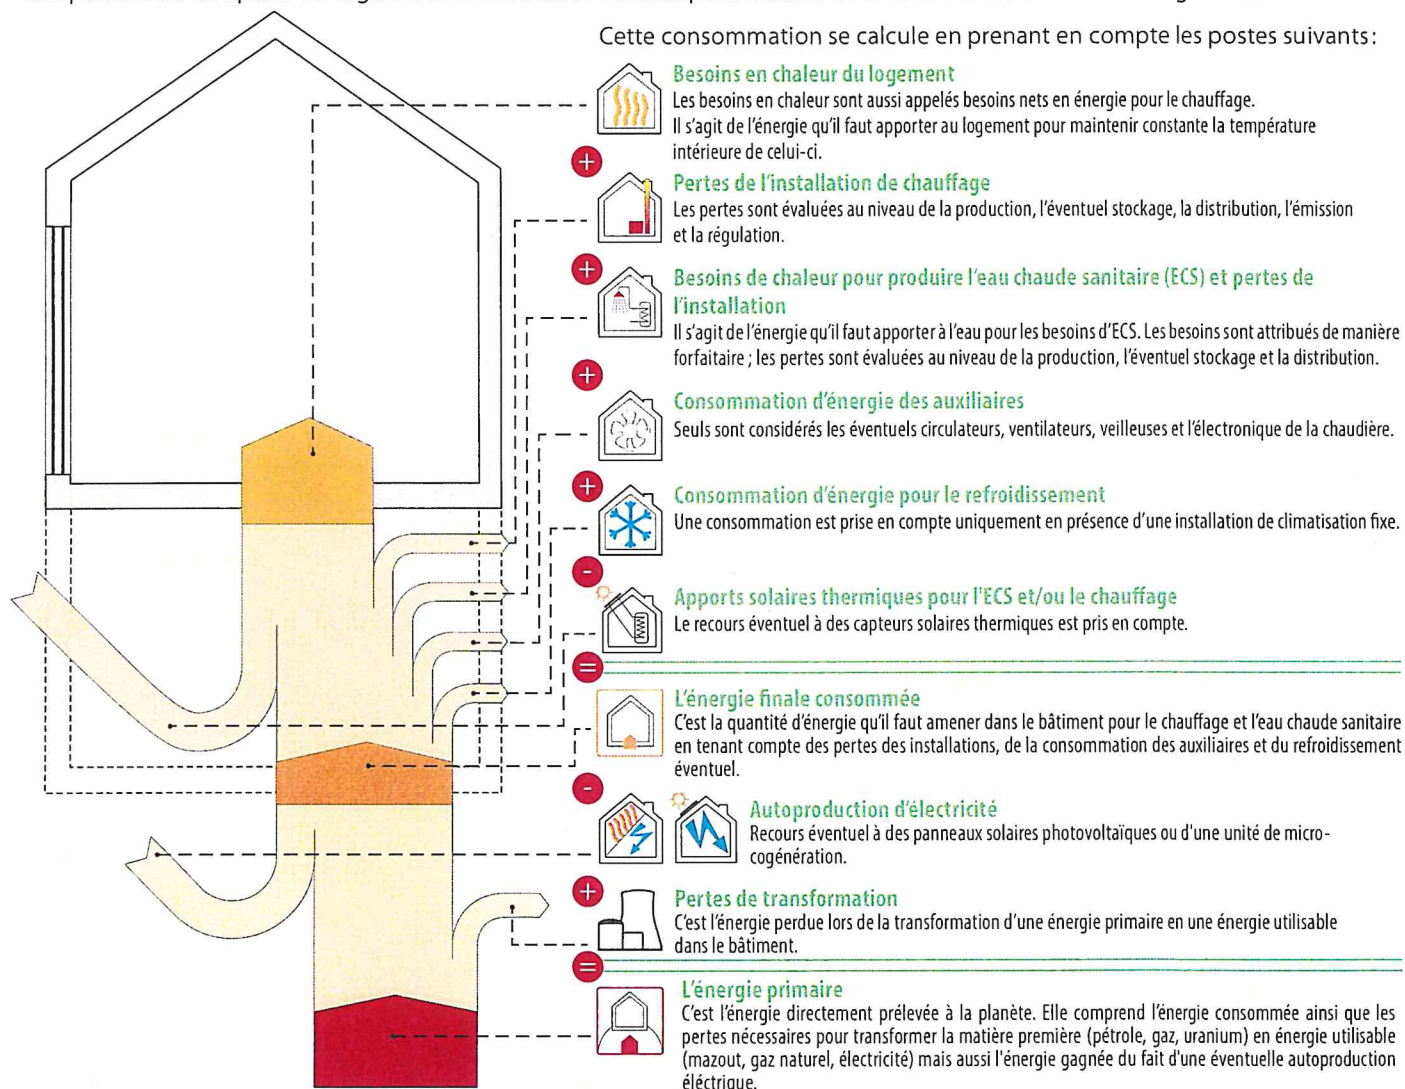 Cette consommation se calcule en prenant en compte les postes suivants:
Besoins en chaleur du logement
Les besoins en chaleur sont aussi appelés besoins nets en énergie pour le chauffage.
Il s'agit de l'énergie qu'il faut apporter au logement pour maintenir constante la température
intérieure de celui-ci.
+
Pertes de l'installation de chauffage
Les pertes sont évaluées au niveau de la production, l'éventuel stockage, la distribution, l'émission
et la régulation.
+
Besoins de chaleur pour produire l'eau chaude sanitaire (ECS) et pertes de
l'installation
Il s'agit de l'énergie qu'il faut apporter à l'eau pour les besoins d'ECS. Les besoins sont attribués de manière
forfaitaire ; les pertes sont évaluées au niveau de la production, l'éventuel stockage et la distribution.
+
Consommation d'énergie des auxiliaires
Seuls sont considérés les éventuels circulateurs, ventilateurs, veilleuses et l'électronique de la chaudière.
+
Consommation d'énergie pour le refroidissement
Une consommation est prise en compte uniquement en présence d'une installation de climatisation fixe.
-
Apports solaires thermiques pour l'ECS et/ou le chauffage
Le recours éventuel à des capteurs solaires thermiques est pris en compte.
=
L'énergie finale consommée
C'est la quantité d'énergie qu'il faut amener dans le bâtiment pour le chauffage et l'eau chaude sanitaire
en tenant compte des pertes des installations, de la consommation des auxiliaires et du refroidissement
éventuel.
-
Autoproduction d'électricité
Recours éventuel à des panneaux solaires photovoltaïques ou d'une unité de micro-
cogénération.
+
Pertes de transformation
C'est l'énergie perdue lors de la transformation d'une énergie primaire en une énergie utilisable
dans le bâtiment.
=
L'énergie primaire
C'est l'énergie directement prélevée à la planète. Elle comprend l'énergie consommée ainsi que les
pertes nécessaires pour transformer la matière première (pétrole, gaz, uranium) en énergie utilisable
(mazout, gaz naturel, électricité) mais aussi l'énergie gagnée du fait d'une éventuelle autoproduction
éléctrique.